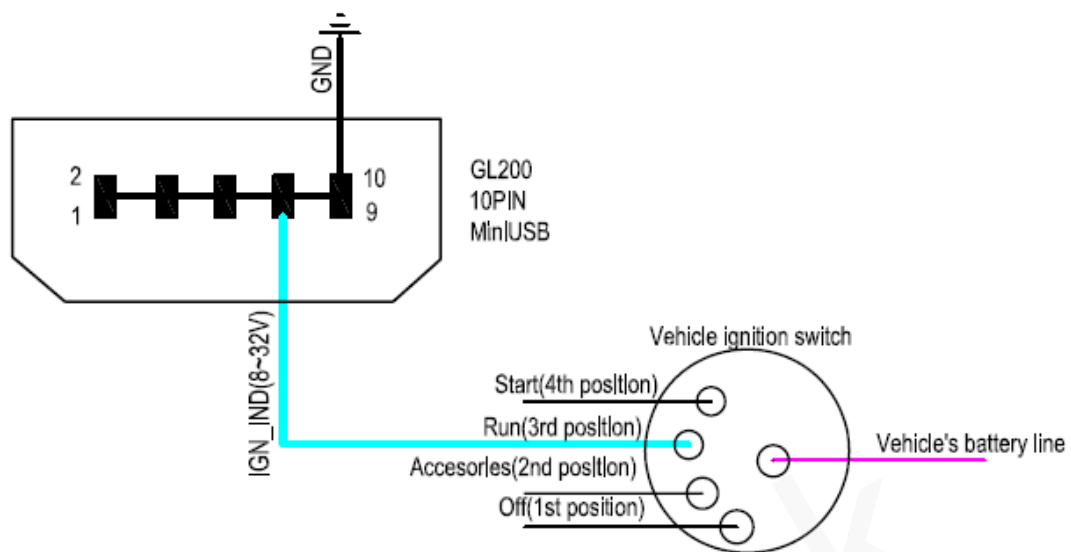 GND
2
1
10
9
GL200
10PIN
MiniUSB
IGN_IND(8~32V)
Vehicle ignition switch
Start(4th position)
Run(3rd position)
Accesories(2nd position)
Off(1st position)
Vehicle's battery line